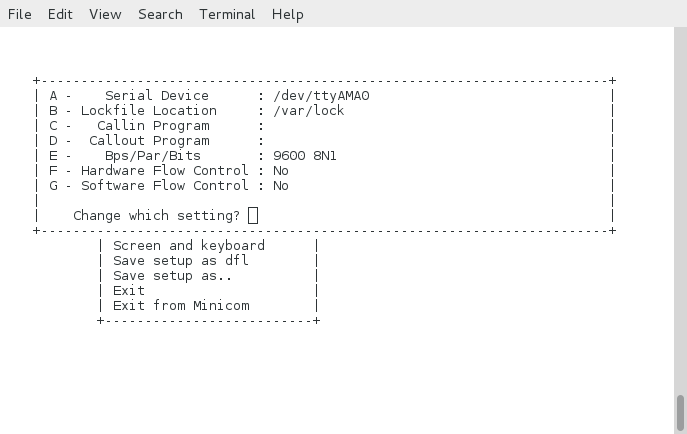 File Edit View Search Terminal Help
+-----------------------------------------------------------------------+
| A -    Serial Device      : /dev/ttyAMA0                              |
| B - Lockfile Location     : /var/lock                                 |
| C -   Callin Program      :                                           |
| D -  Callout Program      :                                           |
| E -    Bps/Par/Bits       : 9600 8N1                                  |
| F - Hardware Flow Control : No                                        |
| G - Software Flow Control : No                                        |
|                                                                       |
|    Change which setting?                                              |
+-----------------------------------------------------------------------+
        | Screen and keyboard      |
        | Save setup as dfl        |
        | Save setup as..          |
        | Exit                     |
        | Exit from Minicom        |
        +--------------------------+